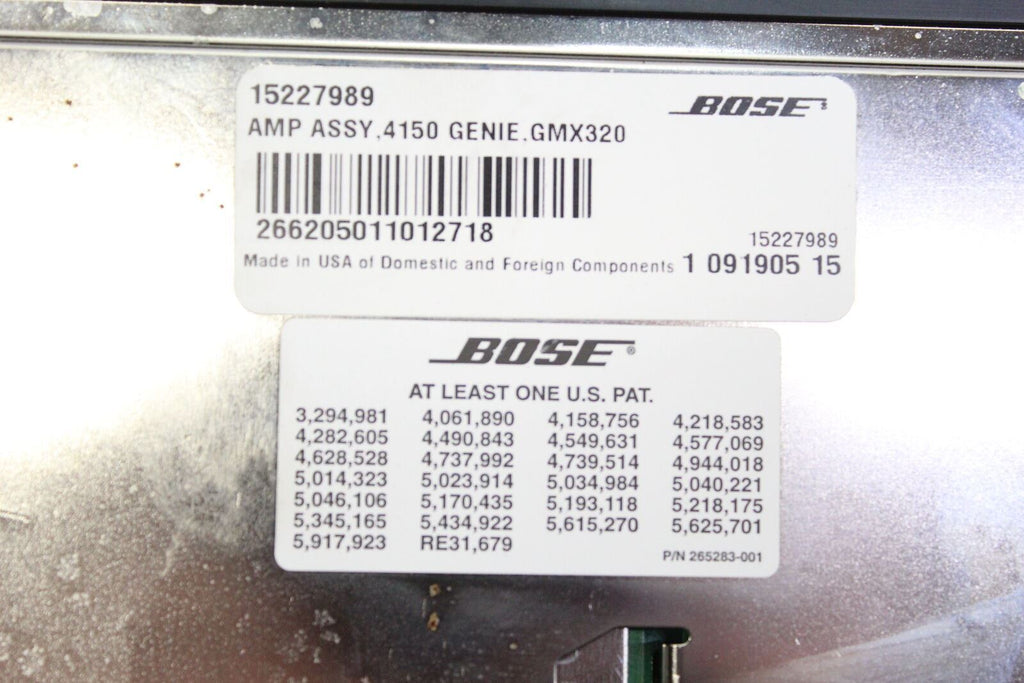 15227989
BOSE
AMP ASSY,4150 GENIE.GMX320
266205011012718
15227989
Made in USA of Domestic and Foreign Components 1 091905 15
BOSE®
AT LEAST ONE U.S. PAT.
3,294,981 4,061,890 4,158,756 4,218,583
4,282,605 4,490,843 4,549,631 4,577,069
4,628,528 4,737,992 4,739,514 4,944,018
5,014,323 5,023,914 5,034,984 5,040,221
5,046,106 5,170,435 5,193,118 5,218,175
5,345,165 5,434,922 5,615,270 5,625,701
5,917,923 RE31,679
P/N 265283-001